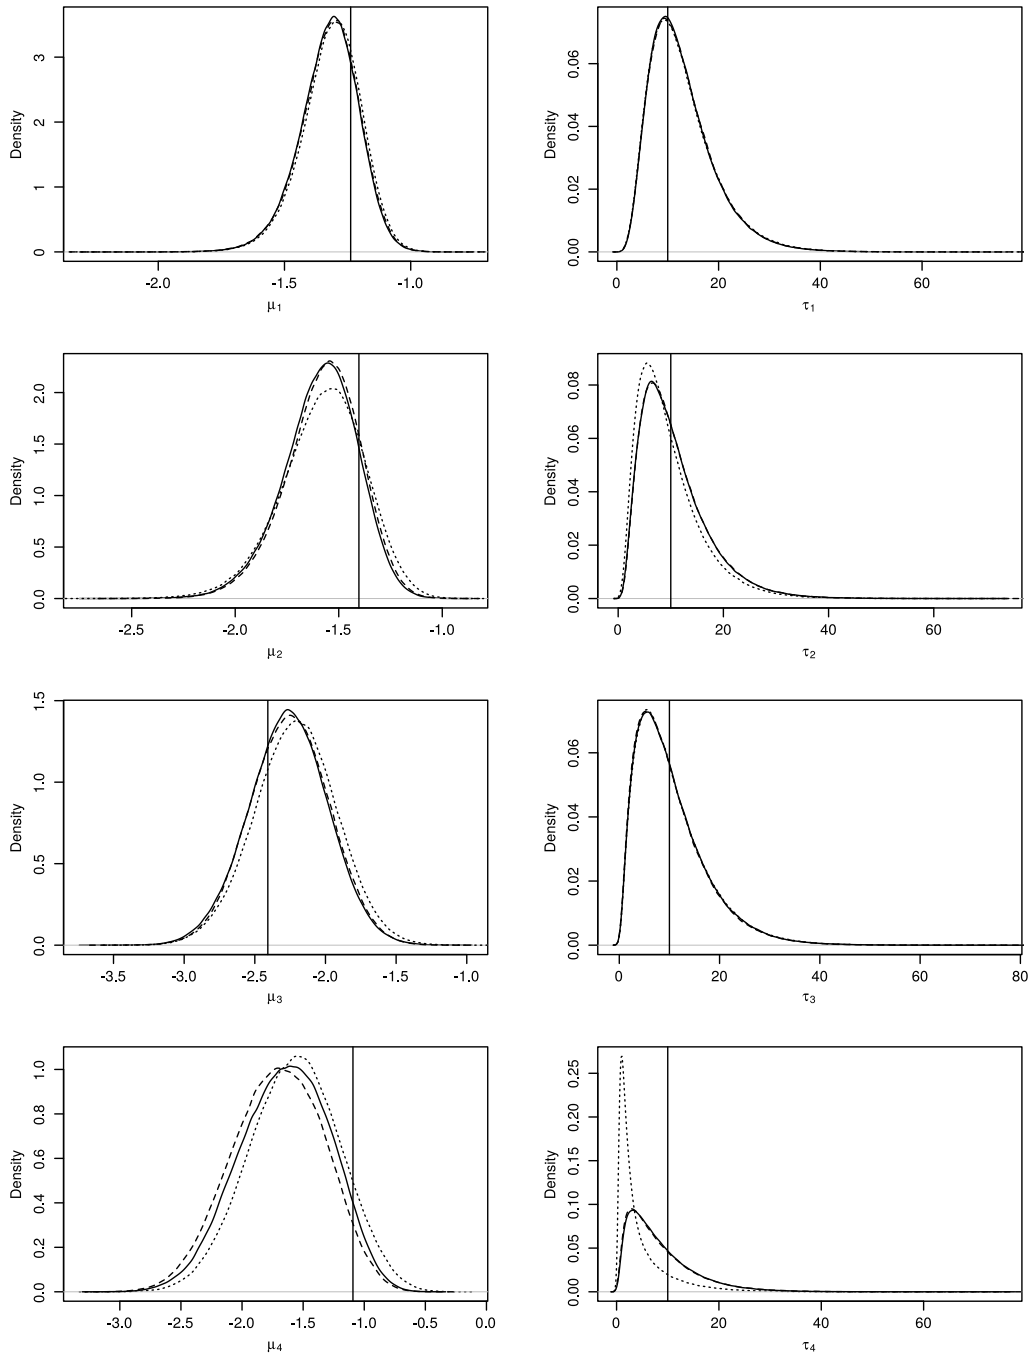 Density
0 1 2 3
-2.0 -1.5 -1.0
μ1
Density
0.00 0.02 0.04 0.06
0 20 40 60
τ1
Density
0.0 0.5 1.0 1.5 2.0
-2.5 -2.0 -1.5 -1.0
μ2
Density
0.00 0.02 0.04 0.06 0.08
0 20 40 60
τ2
Density
0.0 0.5 1.0 1.5
-3.5 -3.0 -2.5 -2.0 -1.5 -1.0
μ3
Density
0.00 0.02 0.04 0.06
0 20 40 60 80
τ3
Density
0.0 0.2 0.4 0.6 0.8 1.0
-3.0 -2.5 -2.0 -1.5 -1.0 -0.5 0.0
μ4
Density
0.00 0.05 0.10 0.15 0.20 0.25
0 20 40 60
τ4